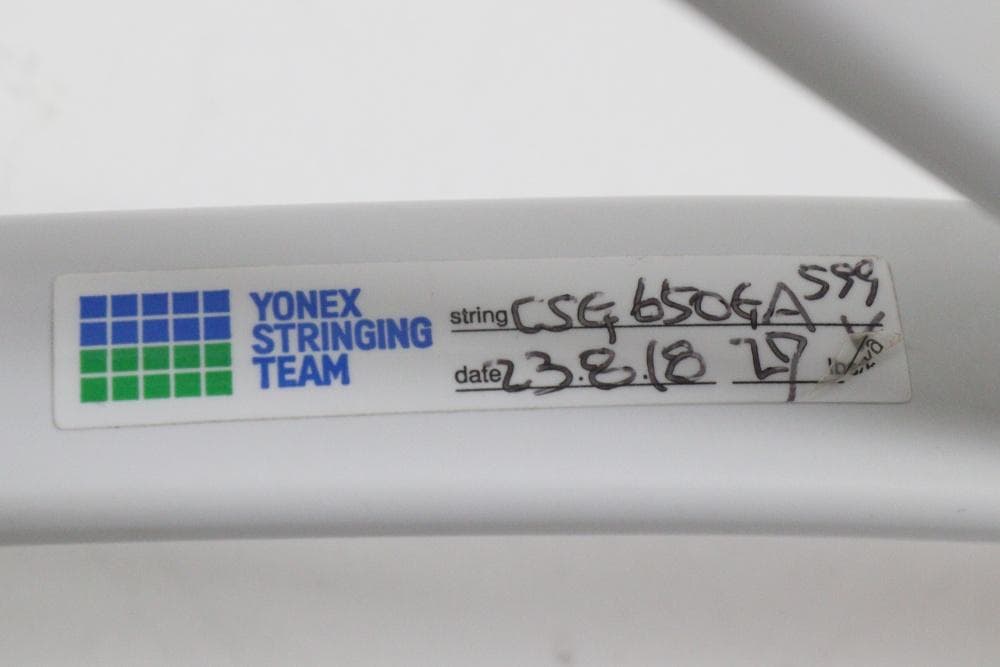 YONEX
STRINGING
TEAM
string CSG 650GA 599
date 23.8.18 27